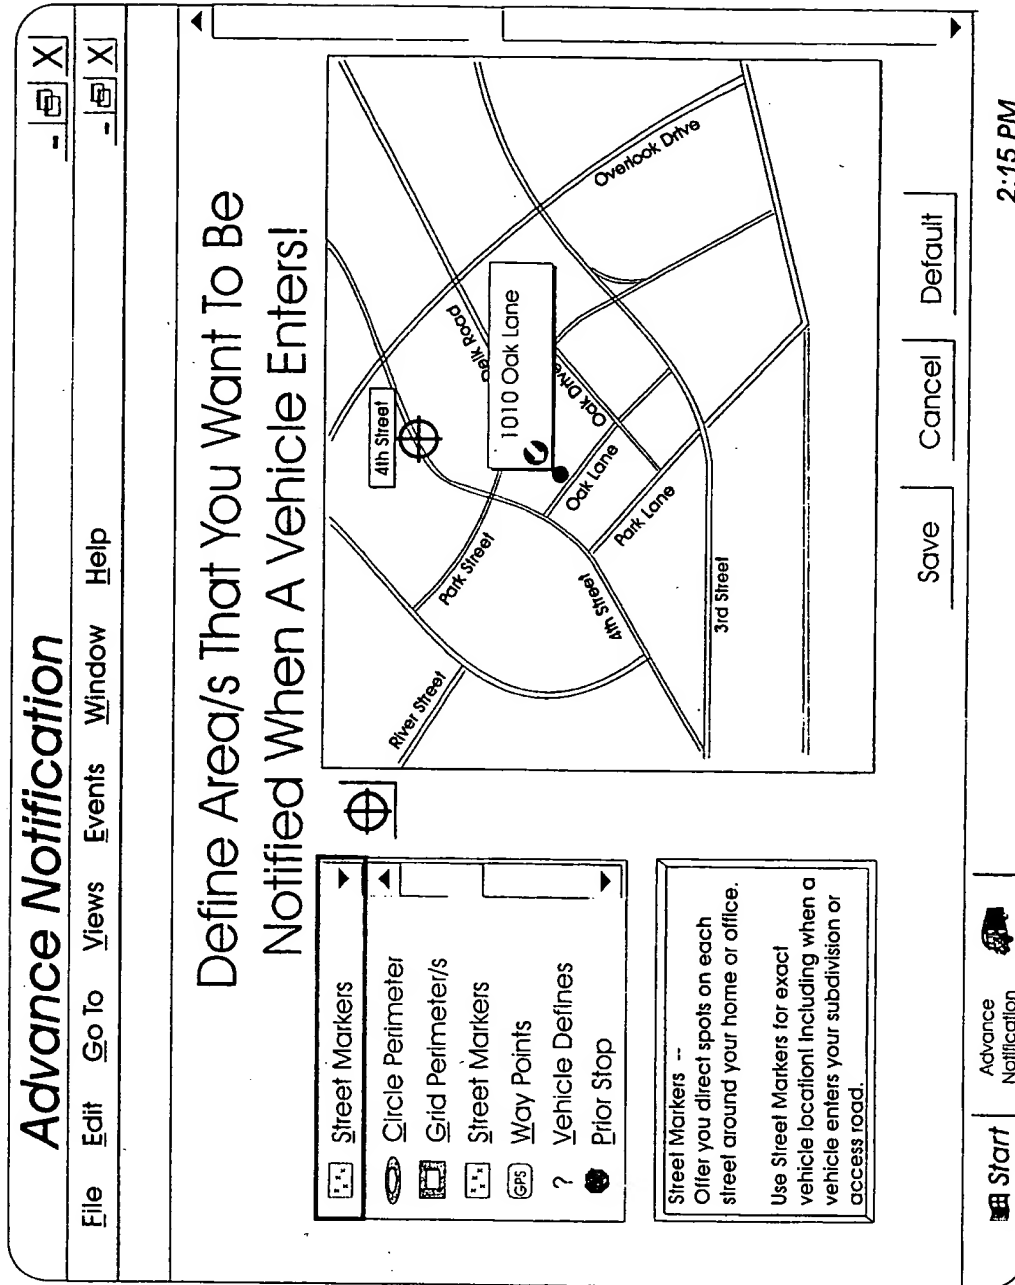 Advance Notification
File Edit Go To Views Events Window Help
Define Area/s That You Want To Be
Notified When A Vehicle Enters!
Street Markers
Circle Perimeter
Grid Perimeter/s
Street Markers
GPS Way Points
? Vehicle Defines
Prior Stop
Street Markers --
Offer you direct spots on each
street around your home or office.
Use Street Markers for exact
vehicle location! Including when a
vehicle enters your subdivision or
access road.
River Street
Park Street
4th Street
4th Street
Road
1010 Oak Lane
Oak Drive
Oak Lane
Park Lane
3rd Street
Overlook Drive
Save Cancel Default
Start
Advance
Notification
2:15 PM